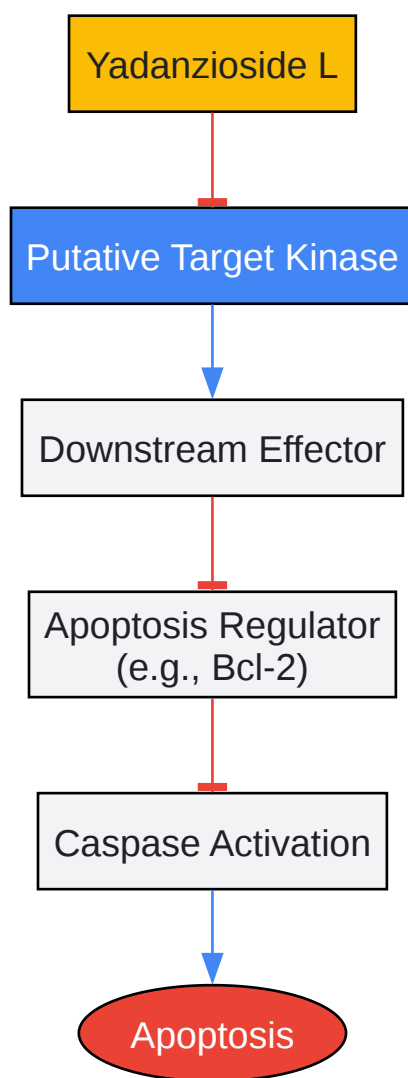 Yadanzioside L
Putative Target Kinase
Downstream Effector
Apoptosis Regulator
(e.g., Bcl-2)
Caspase Activation
Apoptosis